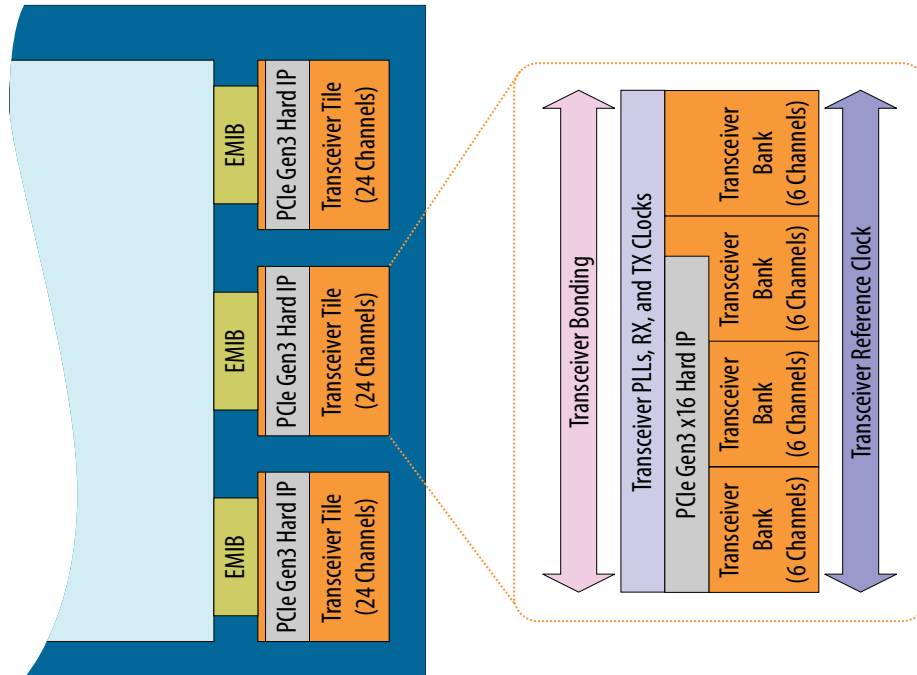 EMIB
PCIe Gen3 Hard IP
Transceiver Tile
(24 Channels)
EMIB
PCIe Gen3 Hard IP
Transceiver Tile
(24 Channels)
EMIB
PCIe Gen3 Hard IP
Transceiver Tile
(24 Channels)
Transceiver Bonding
Transceiver PLLs, RX, and TX CLocks
PCIe Gen3 x16 Hard IP
Transceiver
Bank
(6 Channels)
Transceiver
Bank
(6 Channels)
Transceiver
Bank
(6 Channels)
Transceiver
Bank
(6 Channels)
Transceiver Reference Clock